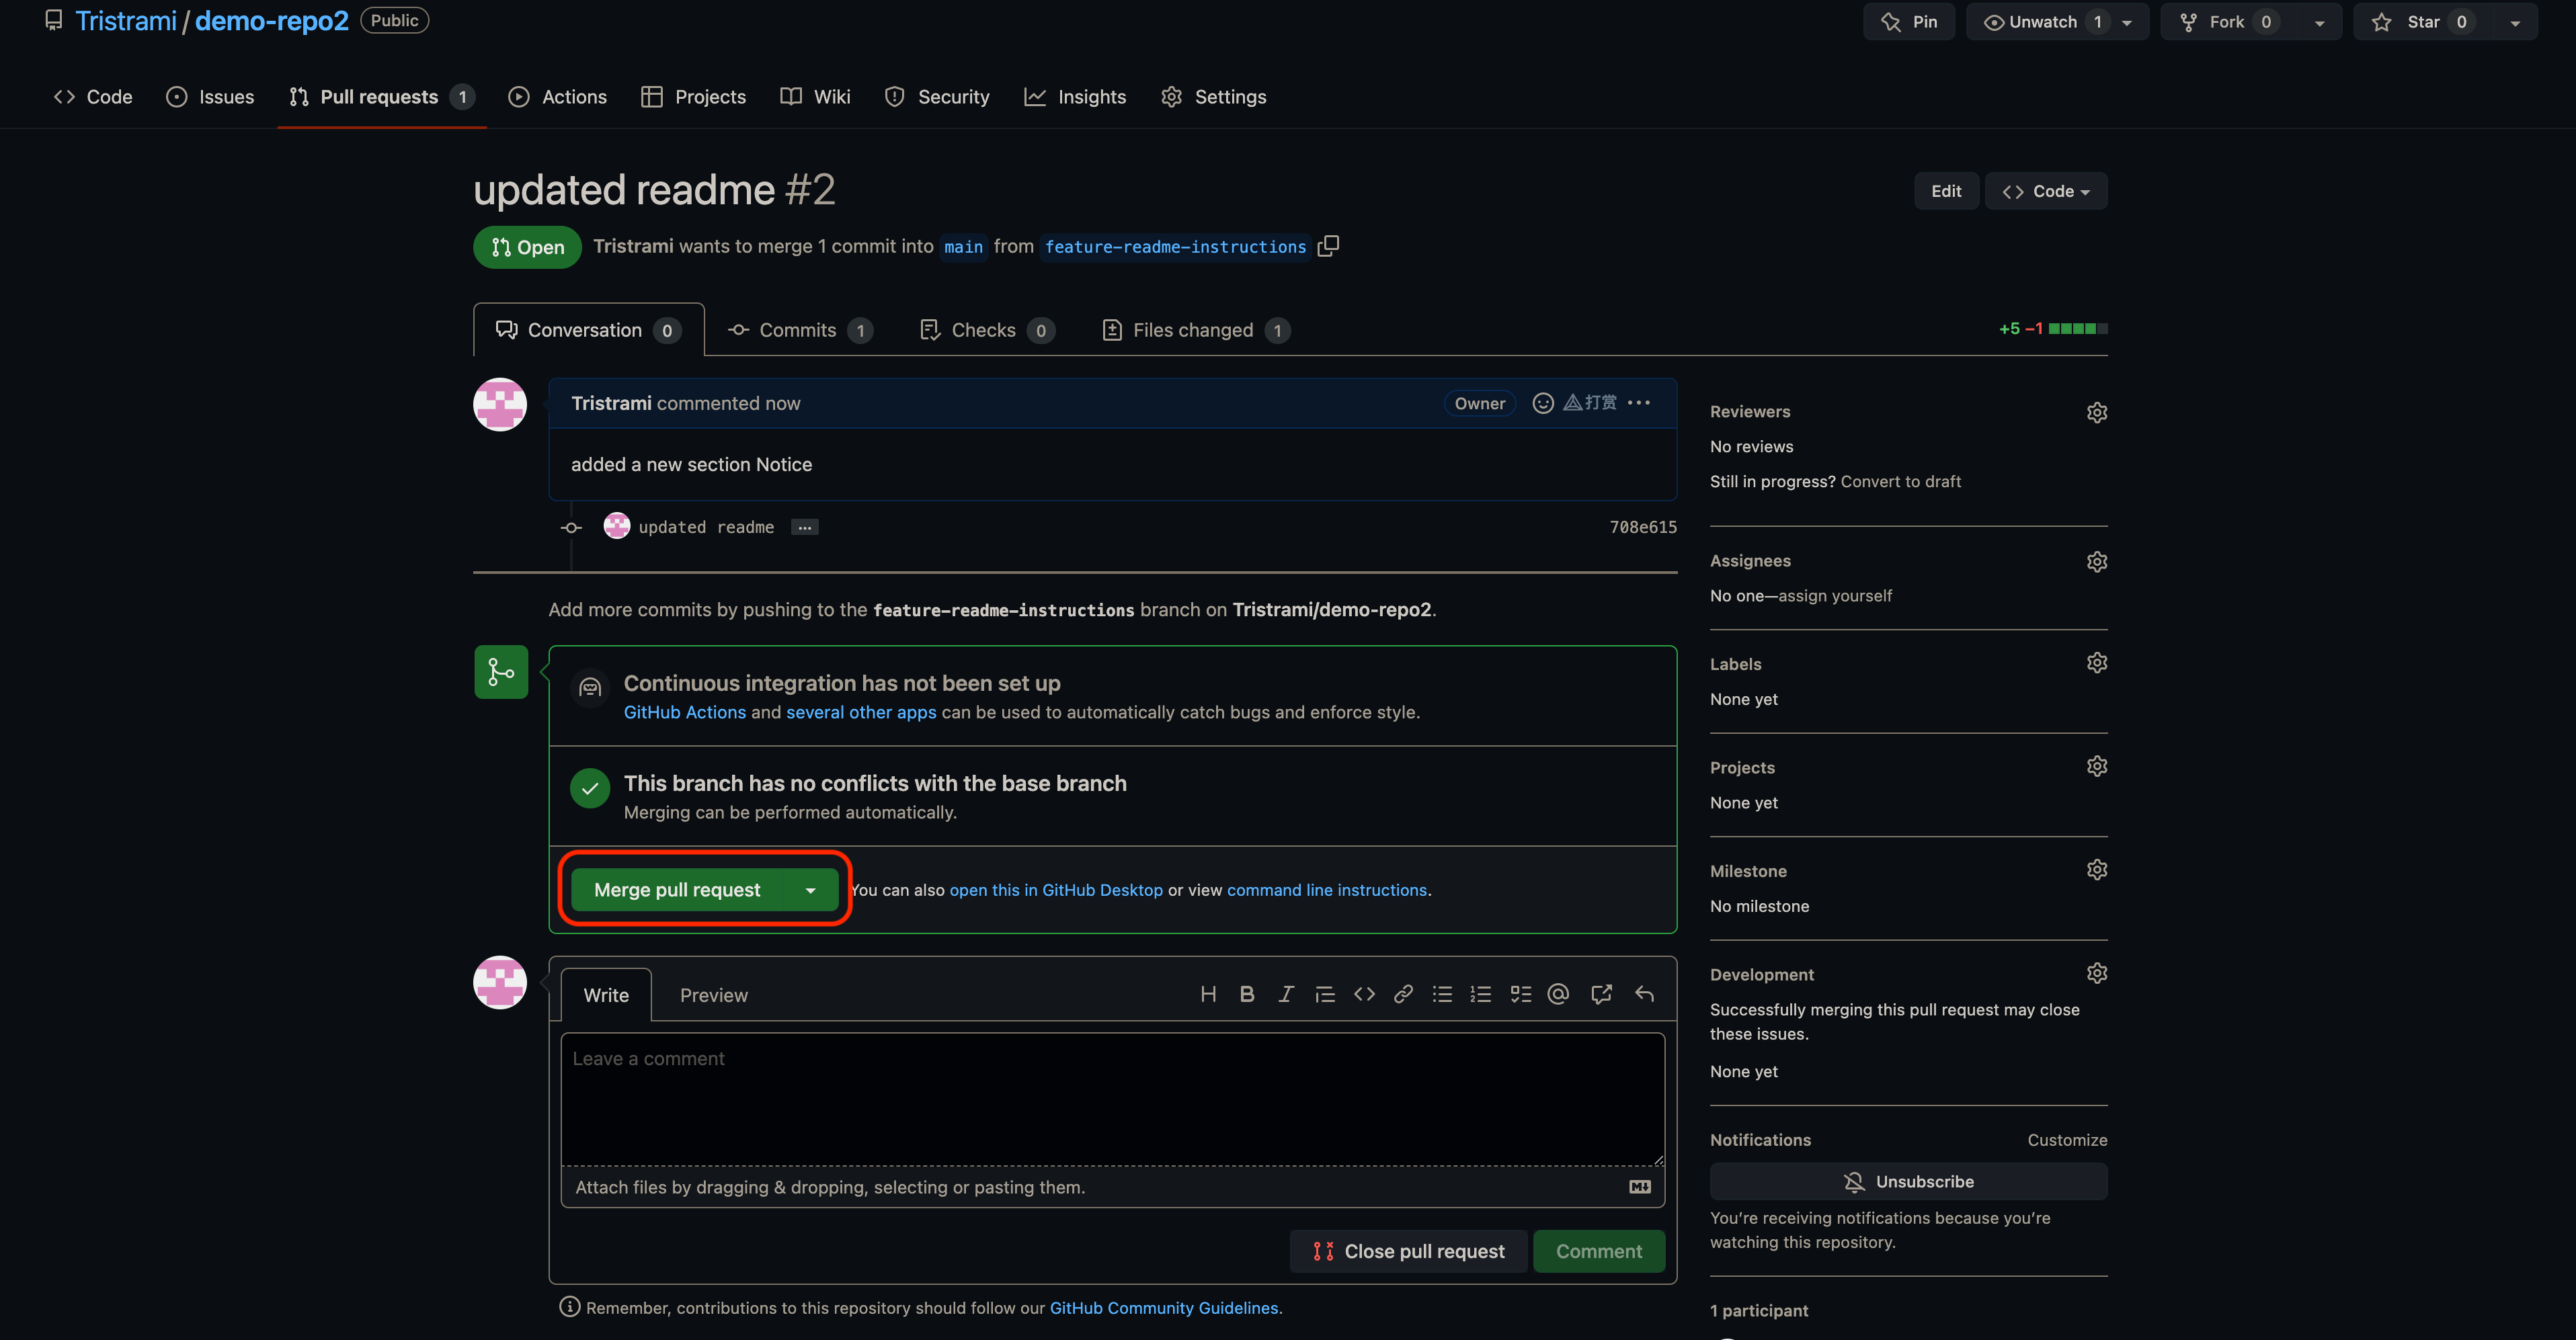 Tristrami / demo-repo2 Public
Pin Unwatch 1 Fork 0 Star 0
Code Issues Pull requests 1 Actions Projects Wiki Security Insights Settings
updated readme #2
Edit Code
Open Tristrami wants to merge 1 commit into main from feature-readme-instructions
Conversation 0 Commits 1 Checks 0 Files changed 1
+5 −1
Tristrami commented now
Owner 打赏 ···
added a new section Notice
updated readme ... 708e615
Add more commits by pushing to the feature-readme-instructions branch on Tristrami/demo-repo2.
Continuous integration has not been set up
GitHub Actions and several other apps can be used to automatically catch bugs and enforce style.
This branch has no conflicts with the base branch
Merging can be performed automatically.
Merge pull request You can also open this in GitHub Desktop or view command line instructions.
Write Preview
Leave a comment
Attach files by dragging & dropping, selecting or pasting them.
Close pull request Comment
Remember, contributions to this repository should follow our GitHub Community Guidelines.
Reviewers
No reviews
Still in progress? Convert to draft
Assignees
No one—assign yourself
Labels
None yet
Projects
None yet
Milestone
No milestone
Development
Successfully merging this pull request may close
these issues.
None yet
Notifications Customize
Unsubscribe
You're receiving notifications because you're
watching this repository.
1 participant